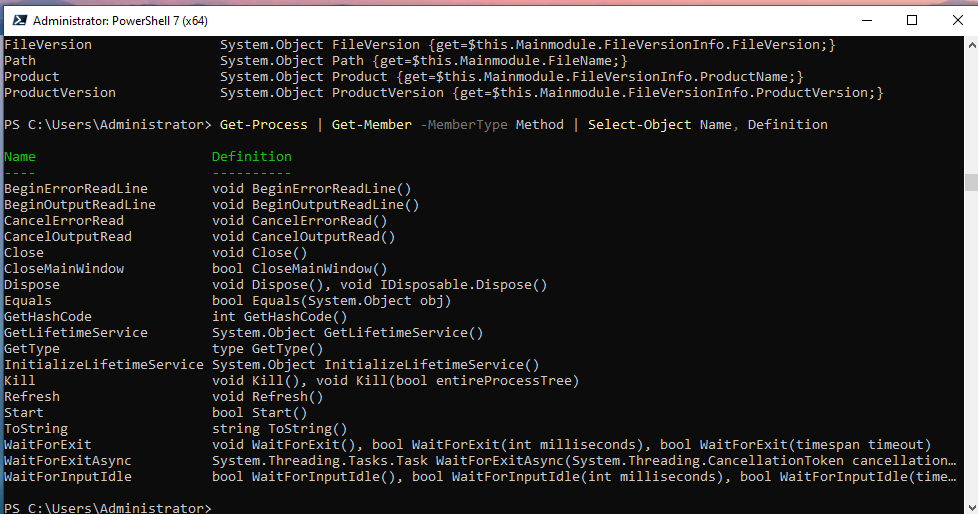 Administrator: PowerShell 7 (x64)
FileVersion                System.Object FileVersion {get=$this.Mainmodule.FileVersionInfo.FileVersion;}
Path                       System.Object Path {get=$this.Mainmodule.FileName;}
Product                    System.Object Product {get=$this.Mainmodule.FileVersionInfo.ProductName;}
ProductVersion             System.Object ProductVersion {get=$this.Mainmodule.FileVersionInfo.ProductVersion;}
PS C:\Users\Administrator> Get-Process | Get-Member -MemberType Method | Select-Object Name, Definition
Name                      Definition
----                      ----------
BeginErrorReadLine        void BeginErrorReadLine()
BeginOutputReadLine       void BeginOutputReadLine()
CancelErrorRead           void CancelErrorRead()
CancelOutputRead          void CancelOutputRead()
Close                     void Close()
CloseMainWindow           bool CloseMainWindow()
Dispose                   void Dispose(), void IDisposable.Dispose()
Equals                    bool Equals(System.Object obj)
GetHashCode               int GetHashCode()
GetLifetimeService        System.Object GetLifetimeService()
GetType                   type GetType()
InitializeLifetimeService System.Object InitializeLifetimeService()
Kill                      void Kill(), void Kill(bool entireProcessTree)
Refresh                   void Refresh()
Start                     bool Start()
ToString                  string ToString()
WaitForExit               void WaitForExit(), bool WaitForExit(int milliseconds), bool WaitForExit(timespan timeout)
WaitForExitAsync          System.Threading.Tasks.Task WaitForExitAsync(System.Threading.CancellationToken cancellation…
WaitForInputIdle          bool WaitForInputIdle(), bool WaitForInputIdle(int milliseconds), bool WaitForInputIdle(time…
PS C:\Users\Administrator>